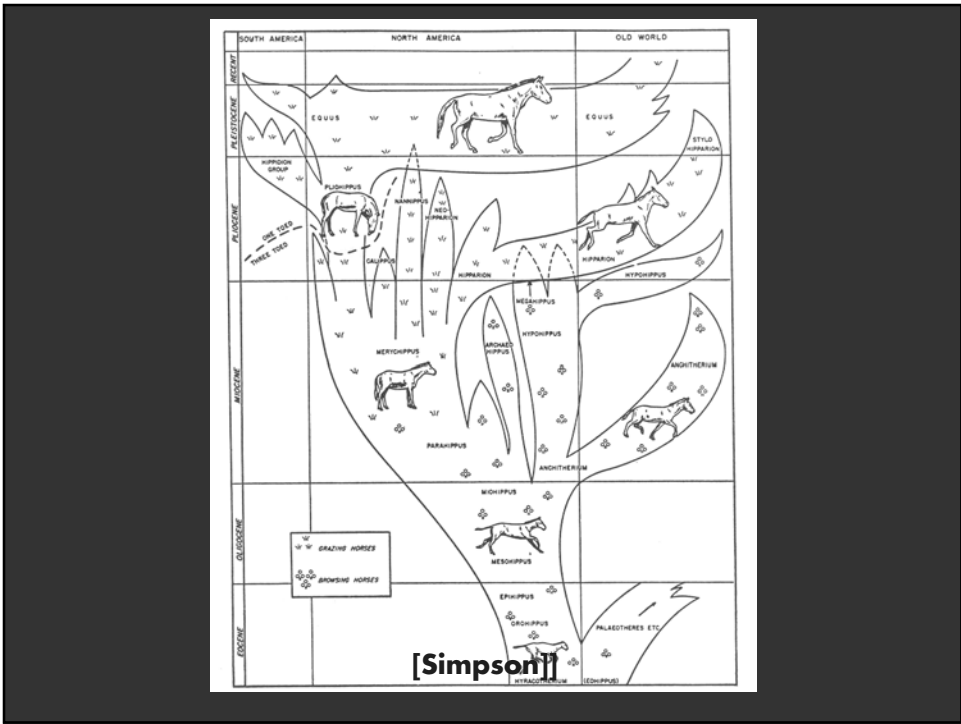 SOUTH AMERICA
NORTH AMERICA
OLD WORLD
RECENT
PLEISTOCENE
EQUUS
EQUUS
STYLO
HIPPARION
HIPPIDION
GROUP
PLIOHIPPUS
NANNIPPUS
NEO-
HIPPARION
PLIOCENE
ONE TOED
THREE TOED
CALIPPUS
HIPPARION
HIPPARION
HYPOHIPPUS
MEGAHIPPUS
HYPOHIPPUS
ARCHAEO
HIPPUS
MERYCHIPPUS
ANCHITHERIUM
MIOCENE
PARAHIPPUS
ANCHITHERIUM
MIOHIPPUS
OLIGOCENE
GRAZING HORSES
MESOHIPPUS
BROWSING HORSES
EPIHIPPUS
OROHIPPUS
PALAEOTHERES ETC.
EOCENE
[Simpson]]
HYRACOTHERIUM
(EOHIPPUS)